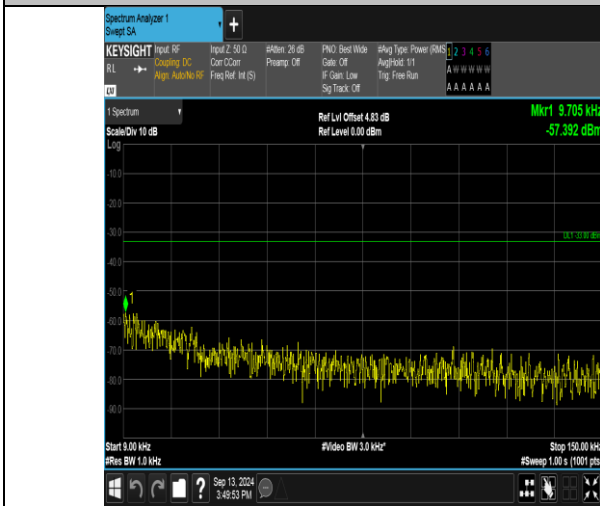 Spectrum Analyzer 1
Swept SA
+
KEYSIGHT Input: RF Input Z: 50 Ω #Atten: 26 dB PNO: Best Wide #Avg Type: Power (RMS 1 2 3 4 5 6
RL Coupling: DC Corr CCorr Preamp: Off Gate: Off Avg|Hold: 1/1 A W W W W W
Align: Auto/No RF Freq Ref: Int (S) IF Gain: Low Trig: Free Run
Sig Track: Off A A A A A A
1 Spectrum Ref Lvl Offset 4.83 dB Mkr1 9.705 kHz
Scale/Div 10 dB Ref Level 0.00 dBm -57.392 dBm
Log
-10.0
-20.0
-30.0
DL1 -33.00 dBm
-40.0
-50.0
1
-60.0
-70.0
-80.0
-90.0
Start 9.00 kHz #Video BW 3.0 kHz* Stop 150.00 kHz
#Res BW 1.0 kHz #Sweep 1.00 s (1001 pts
? Sep 13, 2024
3:49:53 PM